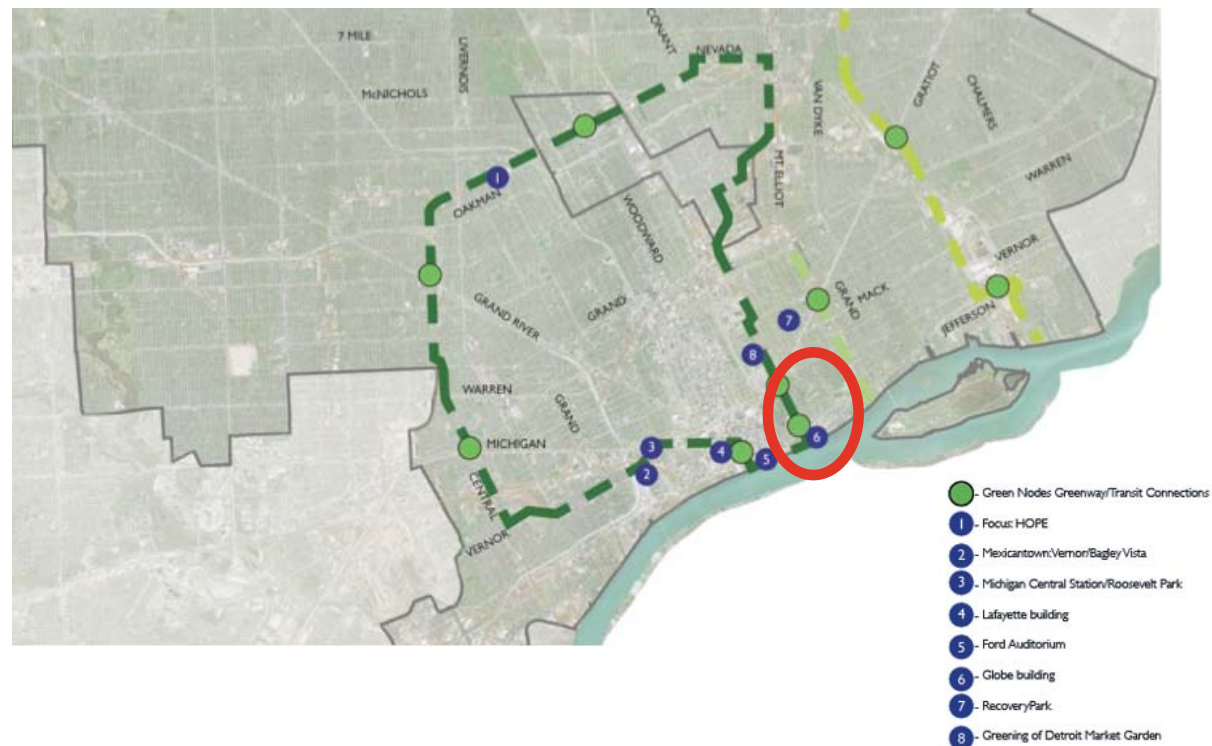 7 MILE
LIVERNOIS
CONANT
NEVADA
McNICHOLS
VAN DYKE
GRATIOT
CHALMERS
MT. ELLIOT
WARREN
1
OAKMAN
WOODWARD
VERNOR
GRAND RIVER
GRAND
GRAND
MACK
7
JEFFERSON
8
WARREN
GRAND
MICHIGAN
3
4
6
5
2
CENTRAL
VERNOR
- Green Nodes Greenway/Transit Connections
1 - Focus: HOPE
2 - Mexicantown:Vernor/Bagley Vista
3 - Michigan Central Station/Roosevelt Park
4 - Lafayette building
5 - Ford Auditorium
6 - Globe building
7 - RecoveryPark
8 - Greening of Detroit Market Garden